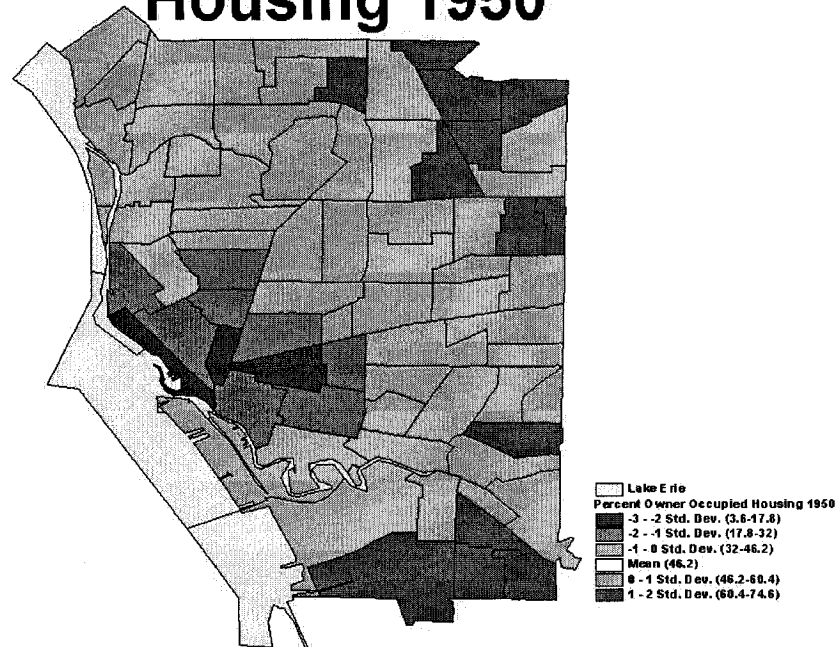 Housing 1950
Lake Erie
Percent Owner Occupied Housing 1950
-3 - -2 Std. Dev. (3.6-17.8)
-2 - -1 Std. Dev. (17.8-32)
-1 - 0 Std. Dev. (32-46.2)
Mean (46.2)
0 - 1 Std. Dev. (46.2-60.4)
1 - 2 Std. Dev. (60.4-74.6)